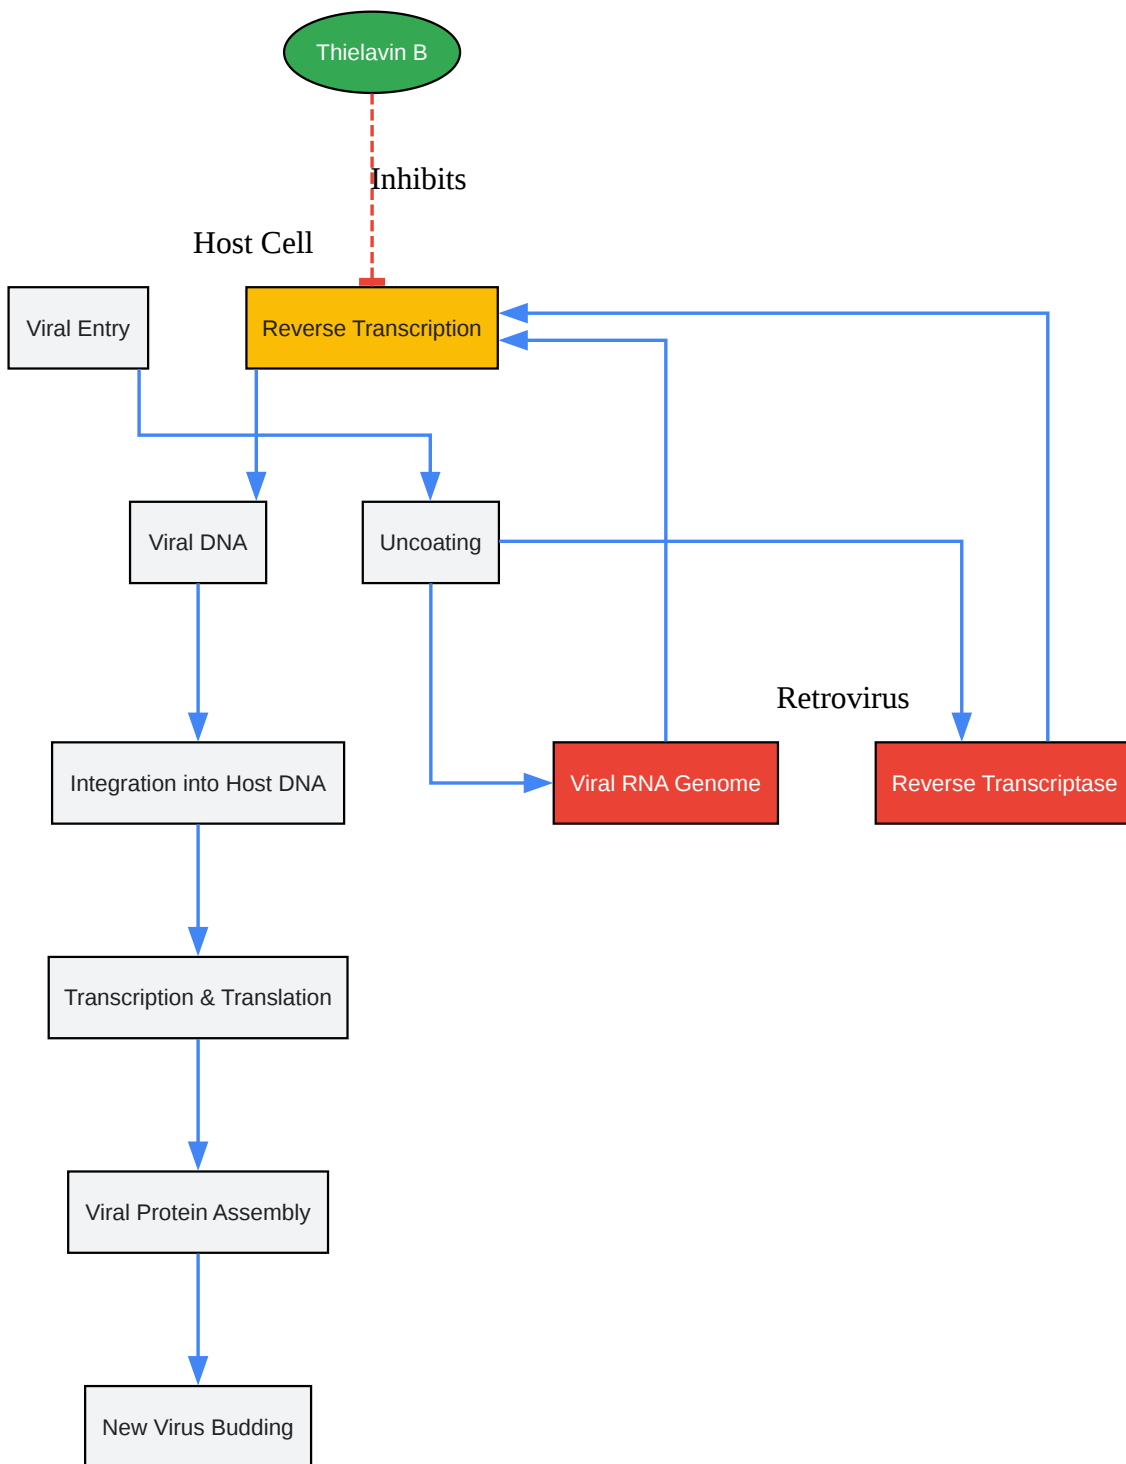 Thielavin B
Inhibits
Host Cell
Viral Entry
Reverse Transcription
Viral DNA
Uncoating
Retrovirus
Integration into Host DNA
Viral RNA Genome
Reverse Transcriptase
Transcription & Translation
Viral Protein Assembly
New Virus Budding